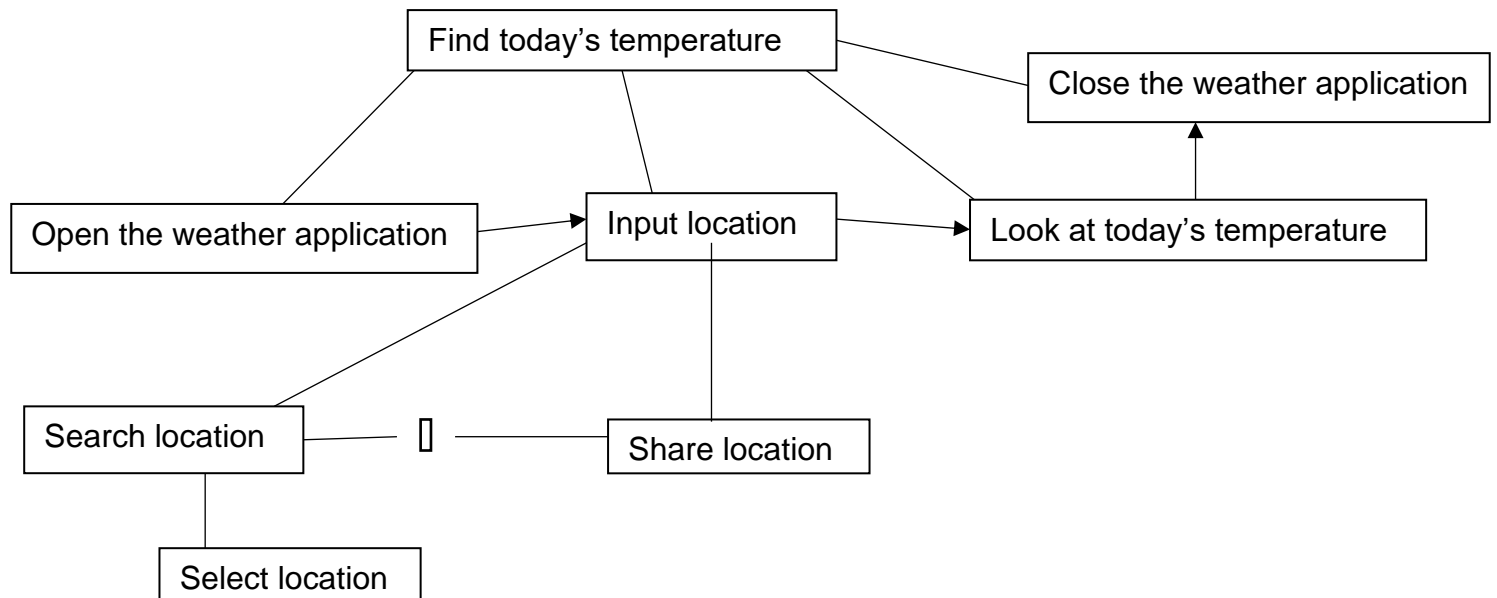 Find today’s temperature
Close the weather application
Open the weather application
Input location
Look at today’s temperature
Search location
Share location
Select location